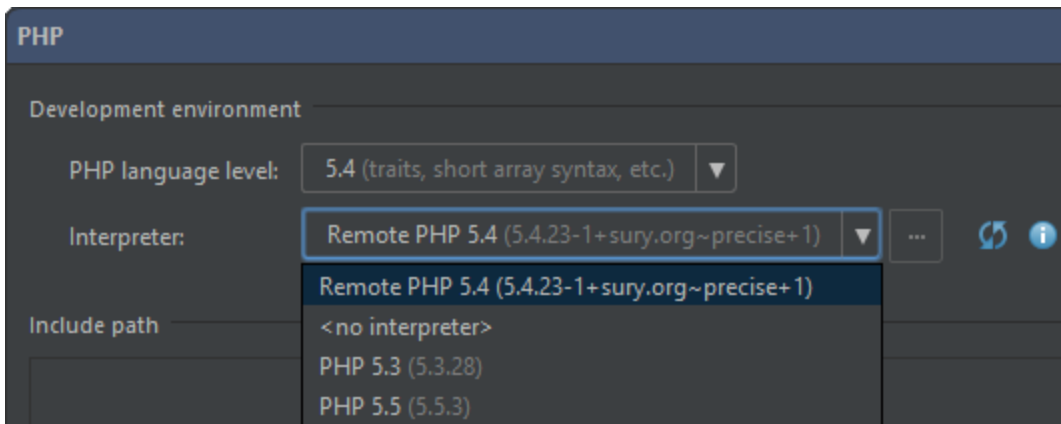 PHP
Development environment
PHP language level: 5.4 (traits, short array syntax, etc.)
Interpreter: Remote PHP 5.4 (5.4.23-1+sury.org~precise+1) ...
Remote PHP 5.4 (5.4.23-1+sury.org~precise+1)
<no interpreter>
Include path
PHP 5.3 (5.3.28)
PHP 5.5 (5.5.3)